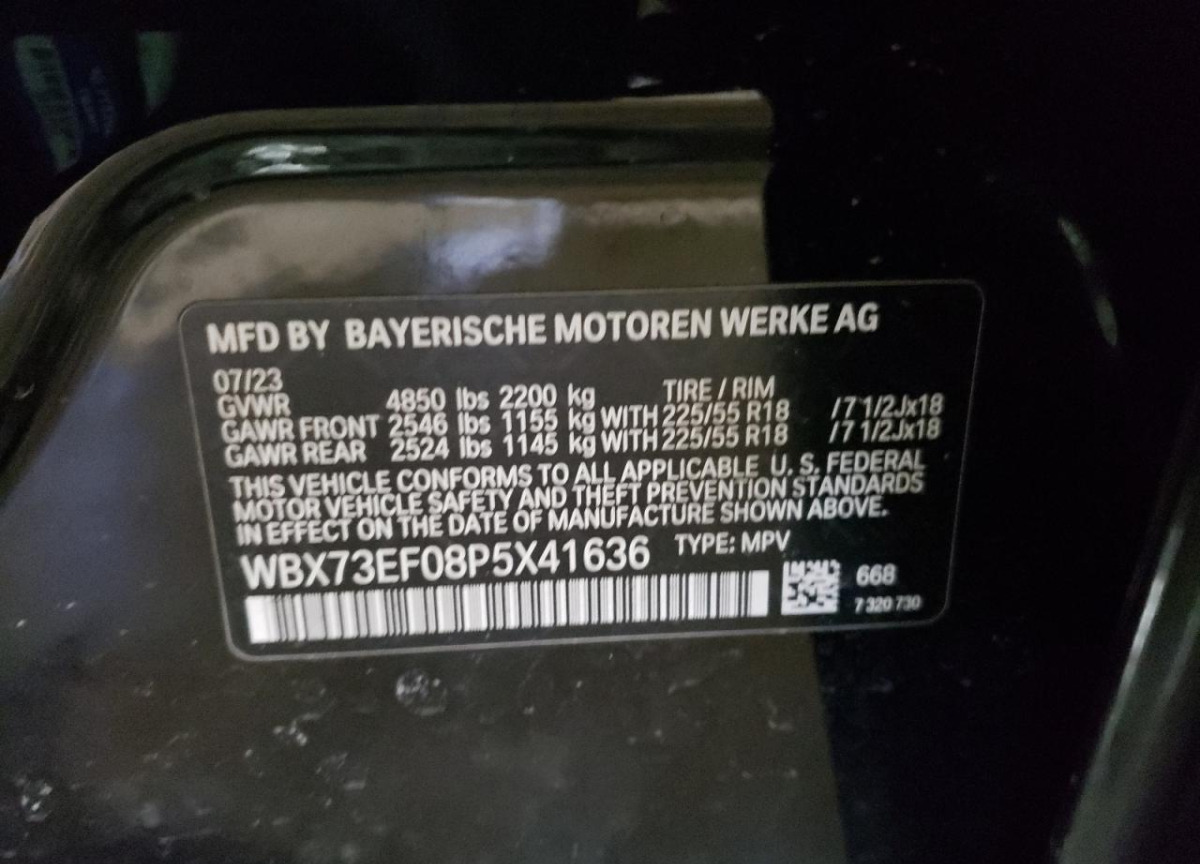 MFD BY BAYERISCHE MOTOREN WERKE AG
07/23
GVWR 4850 lbs 2200 kg TIRE / RIM
GAWR FRONT 2546 lbs 1155 kg WITH 225/55 R18 /7 1/2Jx18
GAWR REAR 2524 lbs 1145 kg WITH 225/55 R18 /7 1/2Jx18
THIS VEHICLE CONFORMS TO ALL APPLICABLE U. S. FEDERAL
MOTOR VEHICLE SAFETY AND THEFT PREVENTION STANDARDS
IN EFFECT ON THE DATE OF MANUFACTURE SHOWN ABOVE.
WBX73EF08P5X41636 TYPE: MPV
668
7 320 730